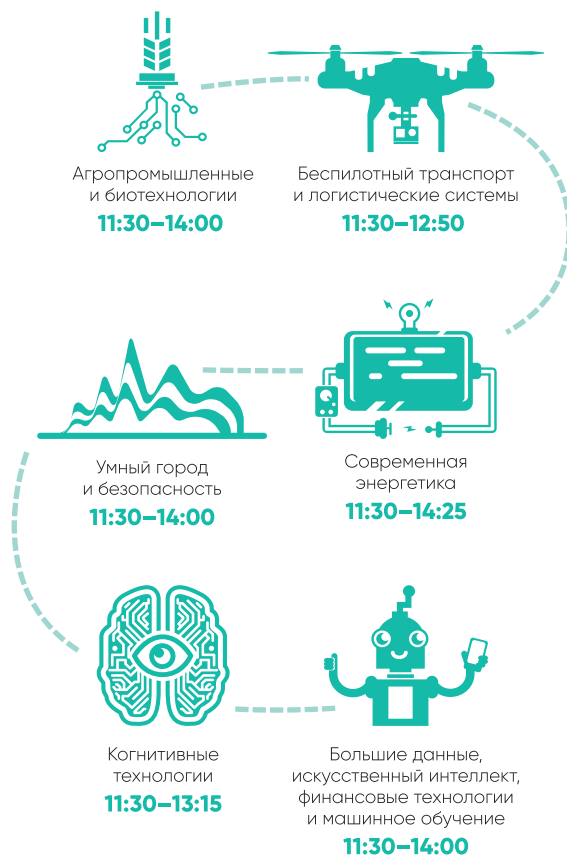 Агропромышленные
и биотехнологии
11:30–14:00
Беспилотный транспорт
и логистические системы
11:30–12:50
Умный город
и безопасность
11:30–14:00
Современная
энергетика
11:30–14:25
Когнитивные
технологии
11:30–13:15
Большие данные,
искусственный интеллект,
финансовые технологии
и машинное обучение
11:30–14:00